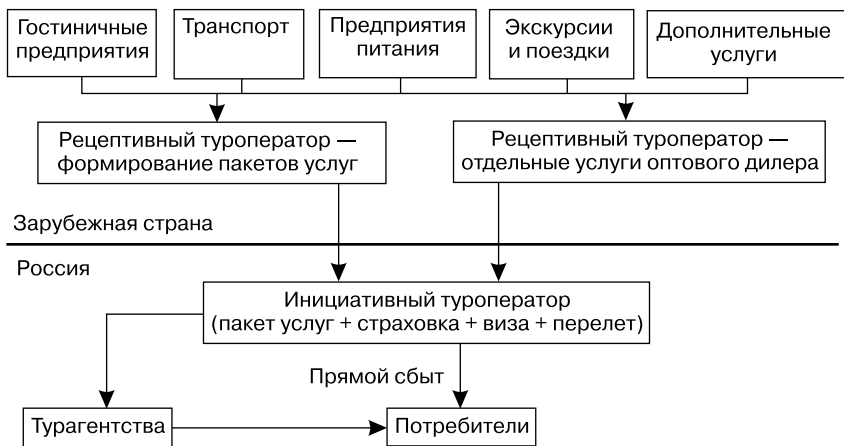 Гостиничные
предприятия
Транспорт
Предприятия
питания
Экскурсии
и поездки
Дополнительные
услуги
Рецептивный туроператор —
формирование пакетов услуг
Рецептивный туроператор —
отдельные услуги оптового дилера
Зарубежная страна
Россия
Инициативный туроператор
(пакет услуг + страховка + виза + перелет)
Прямой сбыт
Турагентства
Потребители